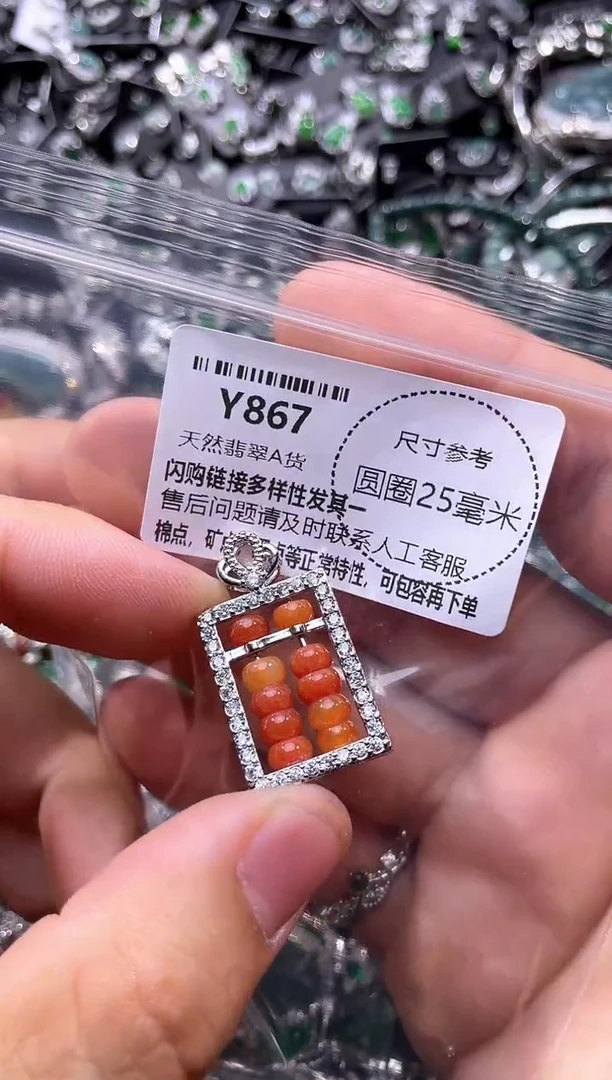 Y867
天然翡翠A货
闪购链接多样性发其一
售后问题请及时联系人工客服
棉点，矿
等正常特性，可包容再下单
尺寸参考
圆圈25毫米